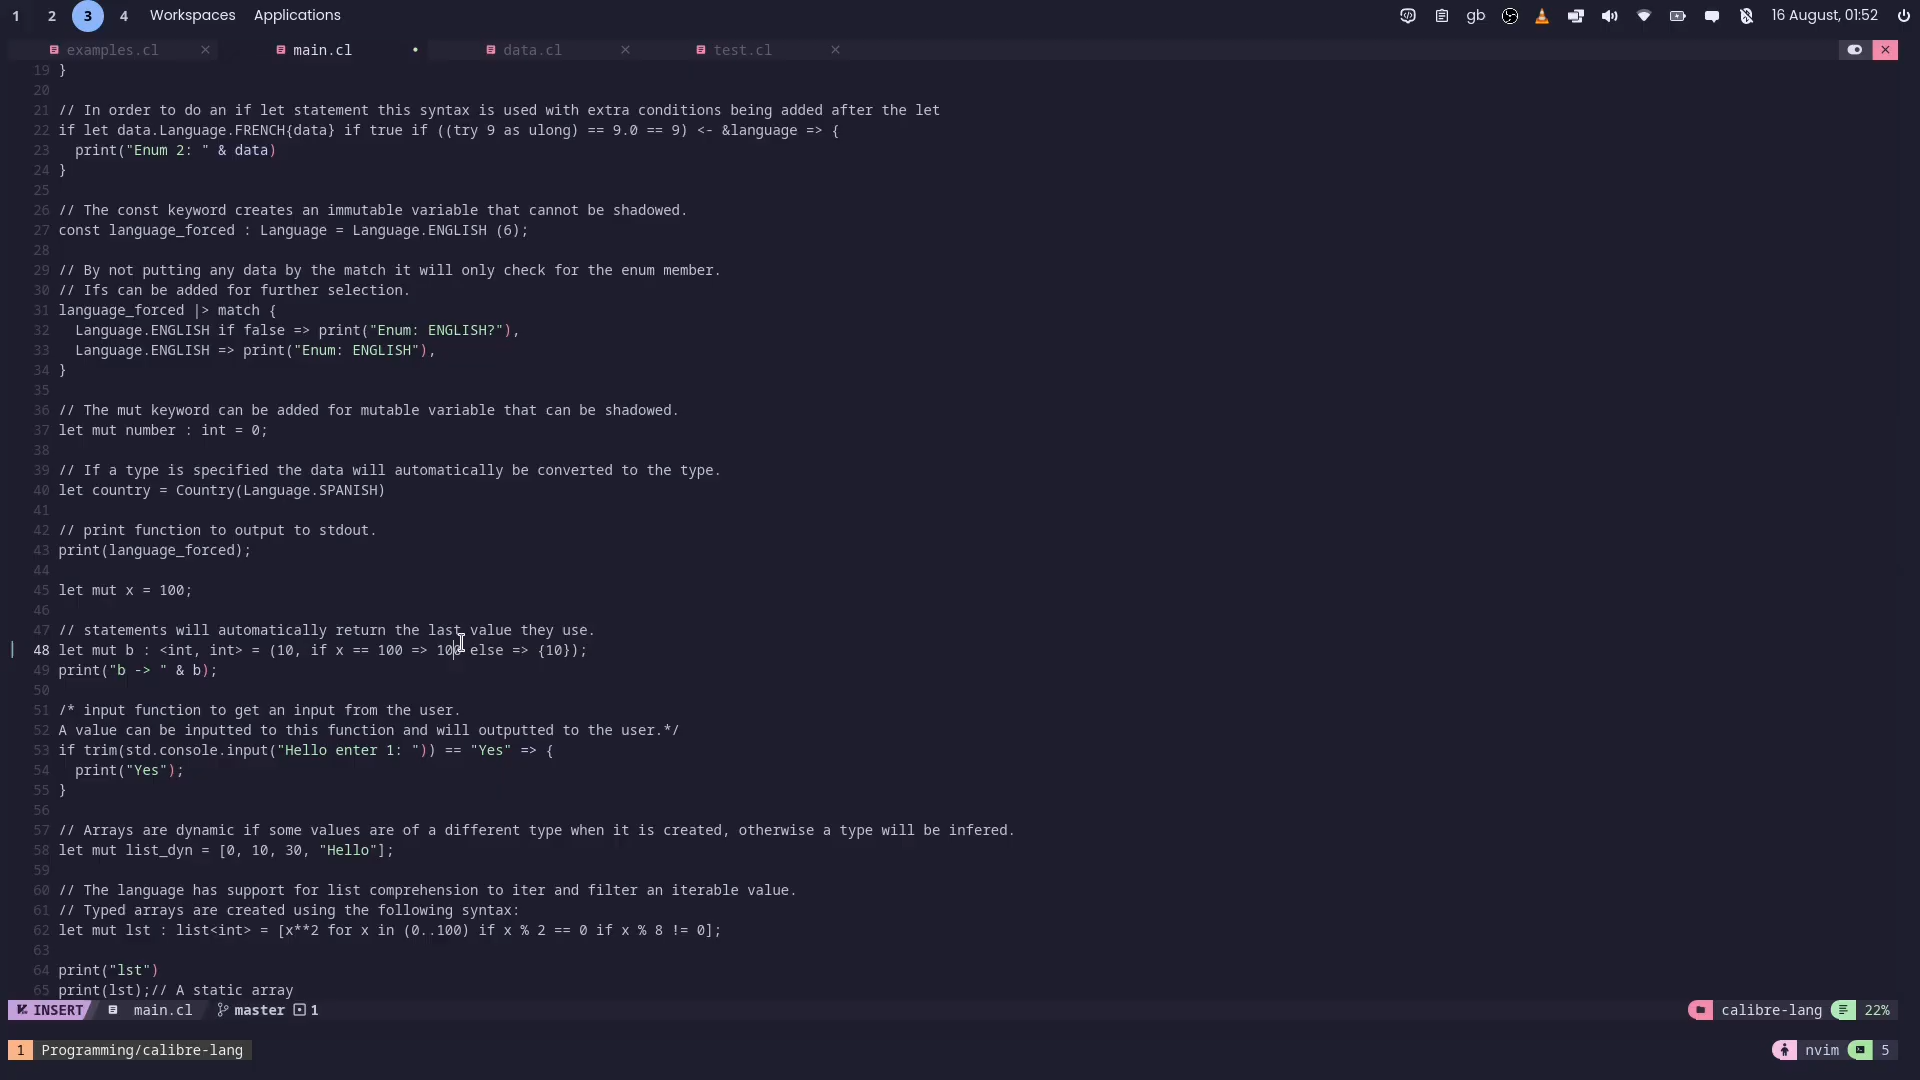 1 2 3 4 Workspaces Applications gb 16 August, 01:52
examples.cl main.cl data.cl test.cl
19 }
20
21 // In order to do an if let statement this syntax is used with extra conditions being added after the let
22 if let data.Language.FRENCH{data} if true if ((try 9 as ulong) == 9.0 == 9) <- &language => {
23   print("Enum 2: " & data)
24 }
25
26 // The const keyword creates an immutable variable that cannot be shadowed.
27 const language_forced : Language = Language.ENGLISH (6);
28
29 // By not putting any data by the match it will only check for the enum member.
30 // Ifs can be added for further selection.
31 language_forced |> match {
32   Language.ENGLISH if false => print("Enum: ENGLISH?"),
33   Language.ENGLISH => print("Enum: ENGLISH"),
34 }
35
36 // The mut keyword can be added for mutable variable that can be shadowed.
37 let mut number : int = 0;
38
39 // If a type is specified the data will automatically be converted to the type.
40 let country = Country(Language.SPANISH)
41
42 // print function to output to stdout.
43 print(language_forced);
44
45 let mut x = 100;
46
47 // statements will automatically return the last value they use.
48 let mut b : <int, int> = (10, if x == 100 => 100 else => {10});
49 print("b -> " & b);
50
51 /* input function to get an input from the user.
52 A value can be inputted to this function and will outputted to the user.*/
53 if trim(std.console.input("Hello enter 1: ")) == "Yes" => {
54   print("Yes");
55 }
56
57 // Arrays are dynamic if some values are of a different type when it is created, otherwise a type will be infered.
58 let mut list_dyn = [0, 10, 30, "Hello"];
59
60 // The language has support for list comprehension to iter and filter an iterable value.
61 // Typed arrays are created using the following syntax:
62 let mut lst : list<int> = [x**2 for x in (0..100) if x % 2 == 0 if x % 8 != 0];
63
64 print("lst")
65 print(lst);// A static array
INSERT main.cl master 1 calibre-lang 22%
1 Programming/calibre-lang nvim 5